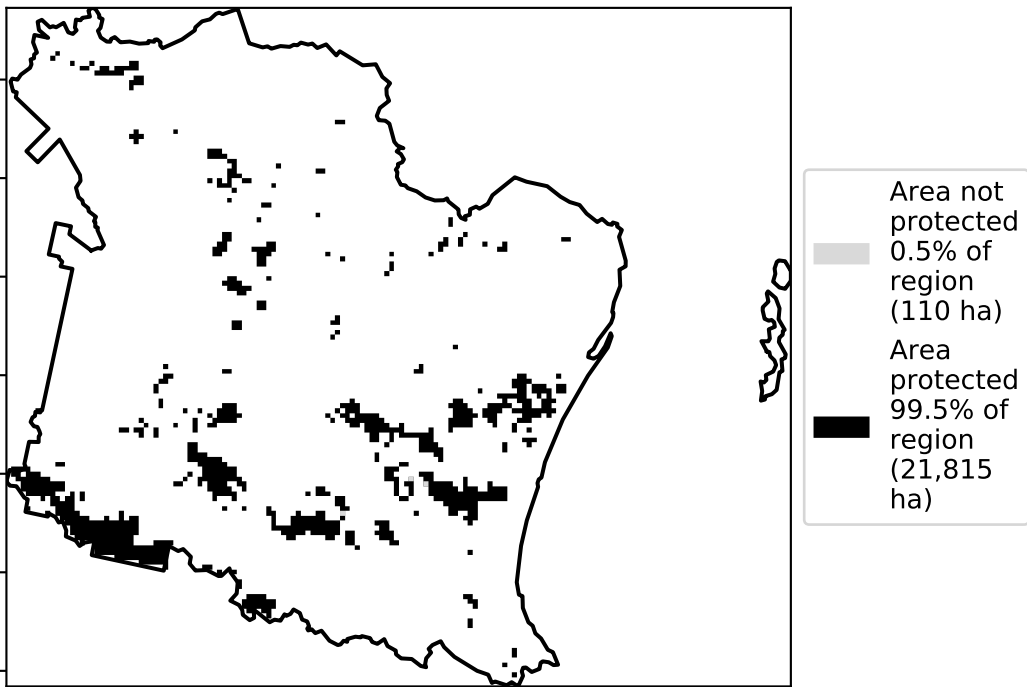 Area not
protected
0.5% of
region
(110 ha)
Area
protected
99.5% of
region
(21,815
ha)